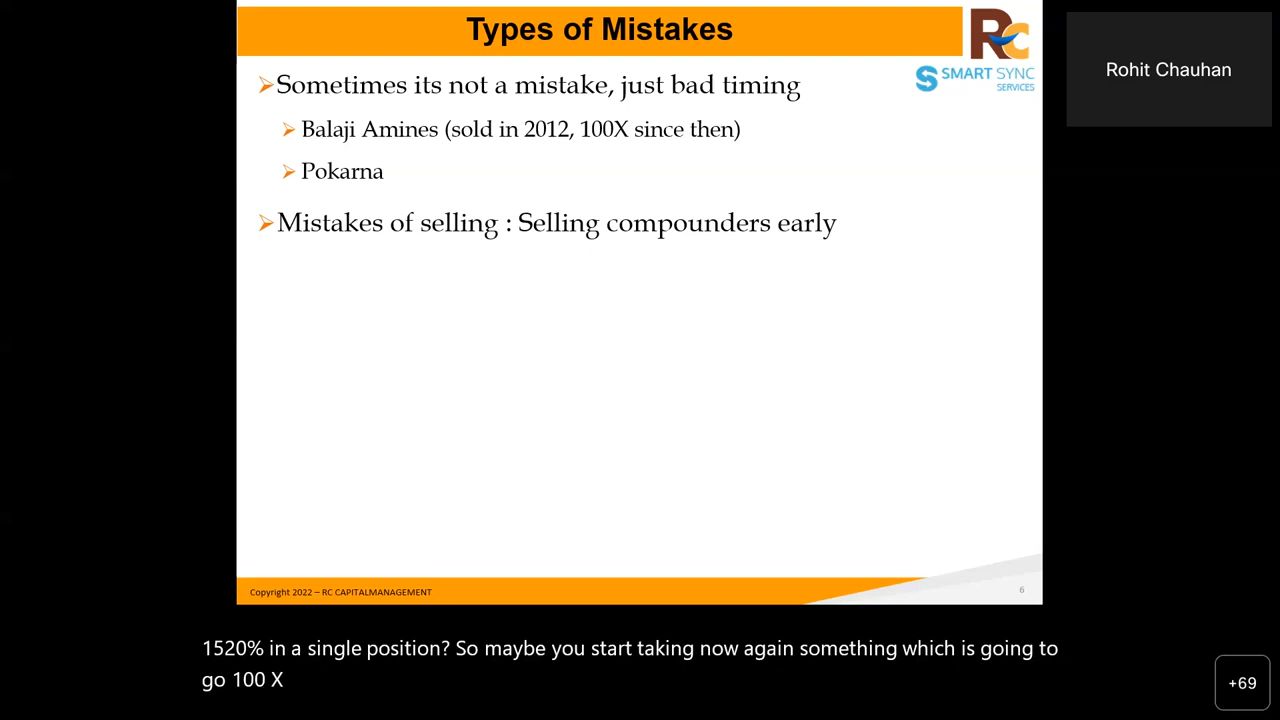 Types of Mistakes
Rc
SMART SYNC
SERVICES
Rohit Chauhan
Sometimes its not a mistake, just bad timing
Balaji Amines (sold in 2012, 100X since then)
Pokarna
Mistakes of selling : Selling compounders early
Copyright 2022 – RC CAPITALMANAGEMENT
6
1520% in a single position? So maybe you start taking now again something which is going to
go 100 X
+69